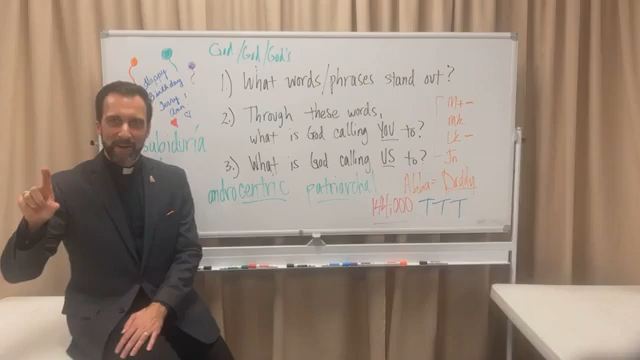 God/God/God's
Happy
Birthday
1.) What words/phrases stand out?
2.) Through these words,
what is God calling YOU to?
3.) What is God calling US to?
Mt-
Mk
Lk-
Jn
sabiduría
androcentric patriarchal
Abba= Daddy
144,000 TTT